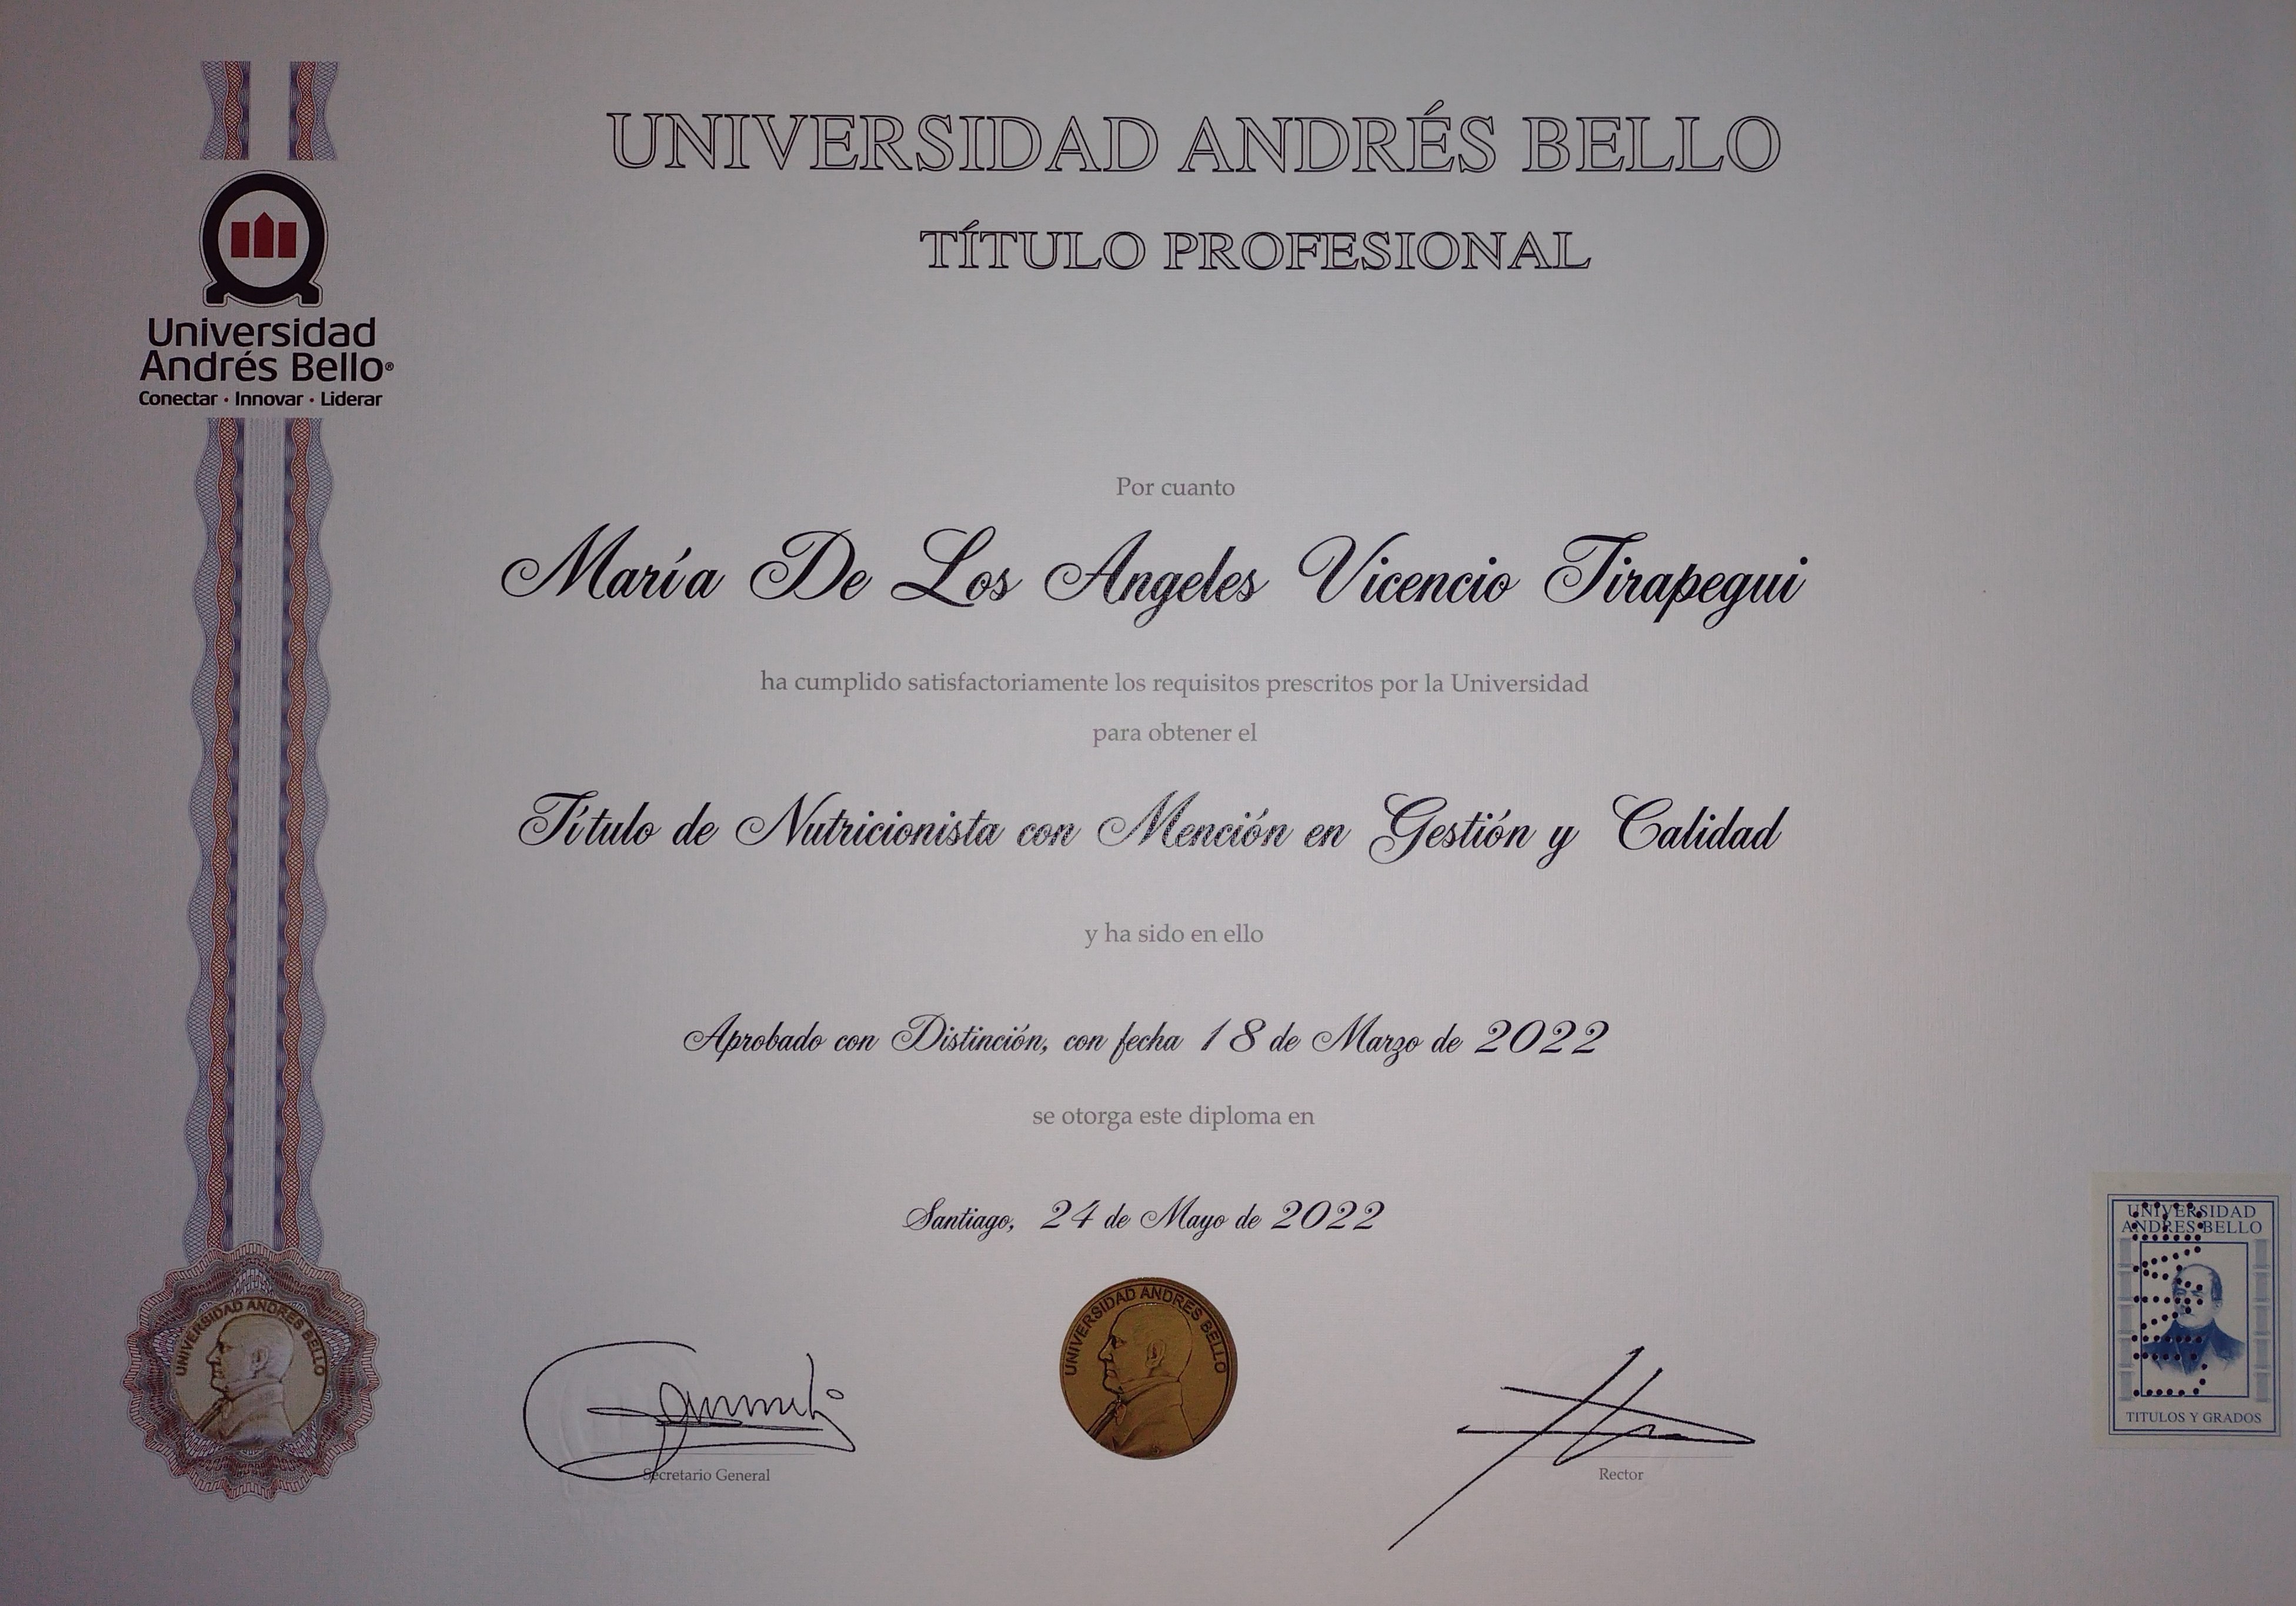 UNIVERSIDAD ANDRÉS BELLO
TÍTULO PROFESIONAL
Universidad
Andrés Bello®
Conectar · Innovar · Liderar
Por cuanto
María De Los Angeles Vicencio Tirapegui
ha cumplido satisfactoriamente los requisitos prescritos por la Universidad
para obtener el
Título de Nutricionista con Mención en Gestión y Calidad
y ha sido en ello
Aprobado con Distinción, con fecha 18 de Marzo de 2022
se otorga este diploma en
Santiago, 24 de Mayo de 2022
UNIVERSIDAD ANDRES BELLO
UNIVERSIDAD ANDRES BELLO
Secretario General
Rector
UNIVERSIDAD
ANDRES BELLO
TITULOS Y GRADOS